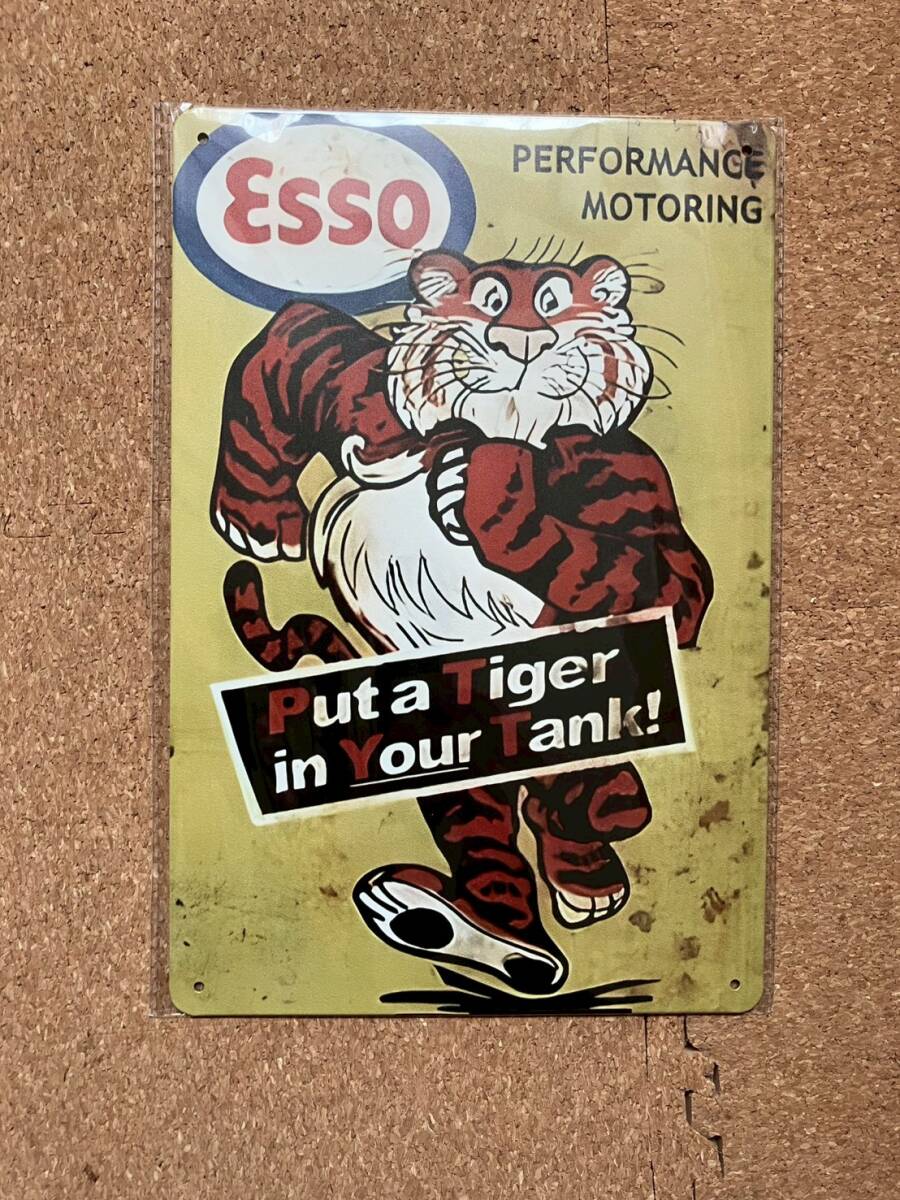 Esso
PERFORMANCE
MOTORING
Put a Tiger
in Your Tank!